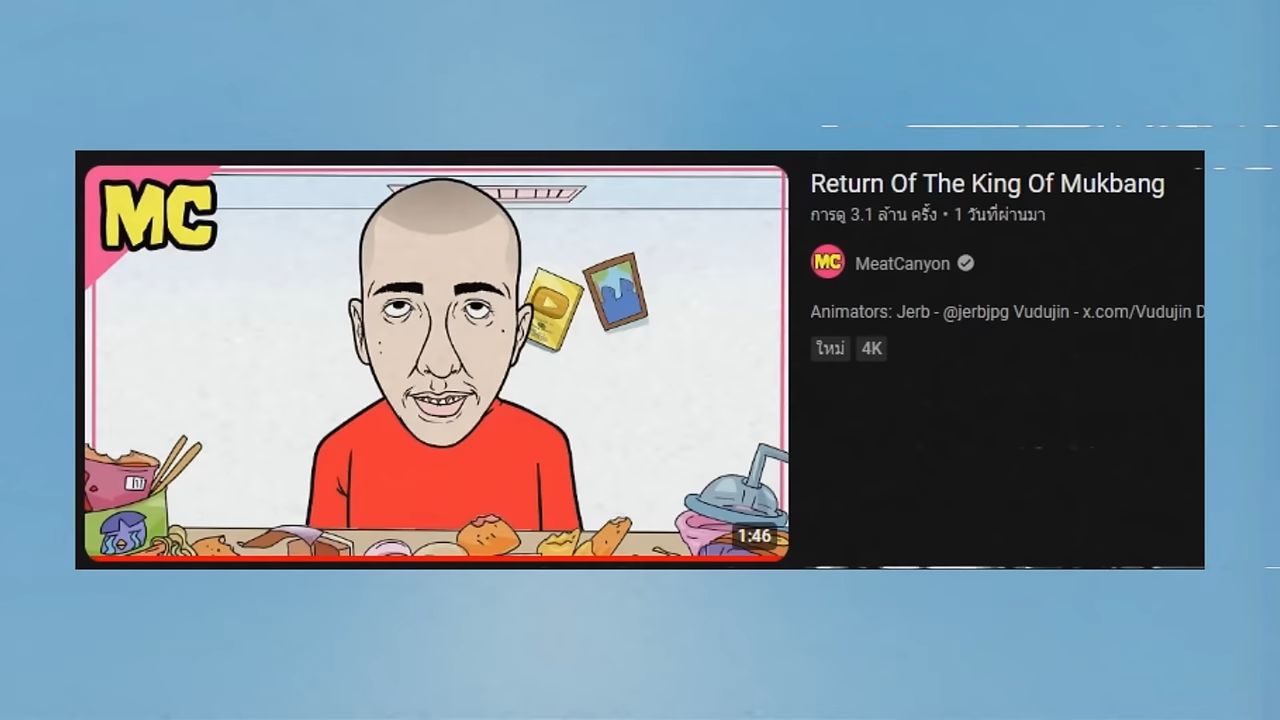 MC
Return Of The King Of Mukbang
การดู 3.1 ล้าน ครั้ง • 1 วันที่ผ่านมา
MC
MeatCanyon
Animators: Jerb - @jerbjpg Vudujin - x.com/Vudujin D
ใหม่ 4K
1:46